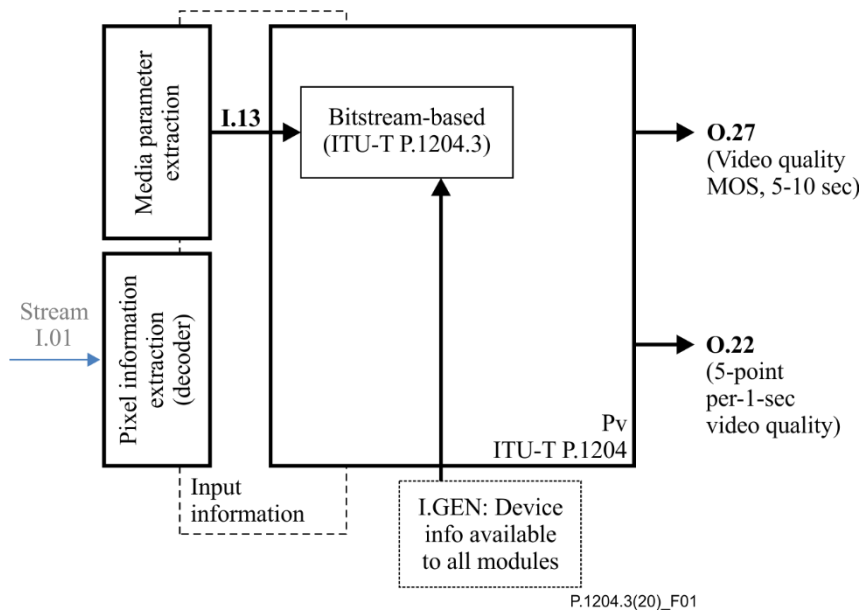 Media parameter
extraction
I.13
Bitstream-based
(ITU-T P.1204.3)
O.27
(Video quality
MOS, 5-10 sec)
Stream
I.01
Pixel information
extraction
(decoder)
O.22
(5-point
per-1-sec
video quality)
Pv
ITU-T P.1204
Input
information
I.GEN: Device
info available
to all modules
P.1204.3(20)_F01